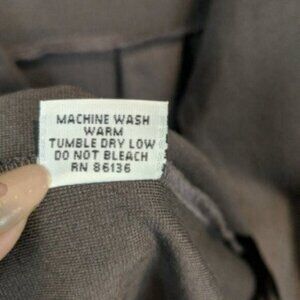 MACHINE WASH
WARM
TUMBLE DRY LOW
DO NOT BLEACH
RN 86136